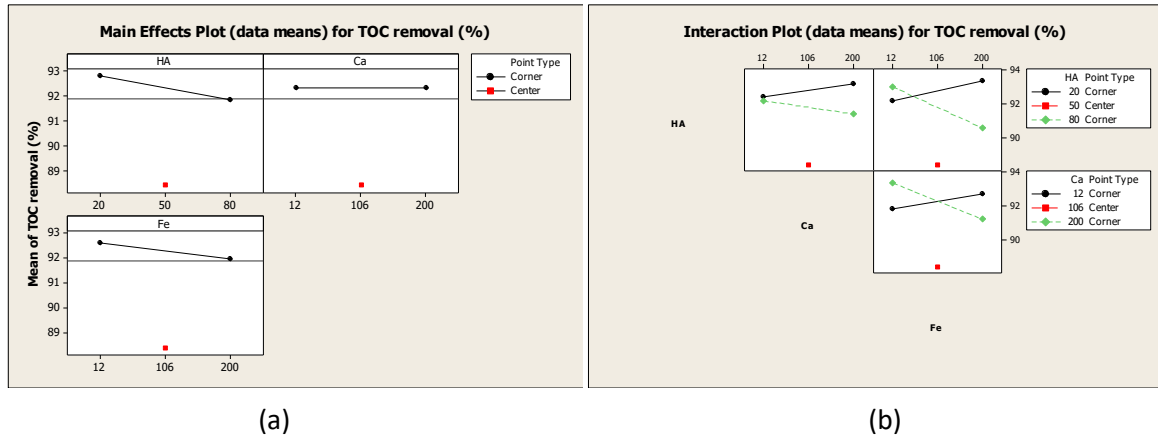 Main Effects Plot (data means) for TOC removal (%)
HA
Ca
Point Type
Corner
Center
Mean of TOC removal (%)
93
92
91
90
89
20
50
80
12
106
200
Fe
93
92
91
90
89
12
106
200
(a)
Interaction Plot (data means) for TOC removal (%)
12
106
200
12
106
200
HA
94
92
90
HA Point Type
20 Corner
50 Center
80 Corner
Ca
94
92
90
Ca Point Type
12 Corner
106 Center
200 Corner
Fe
(b)